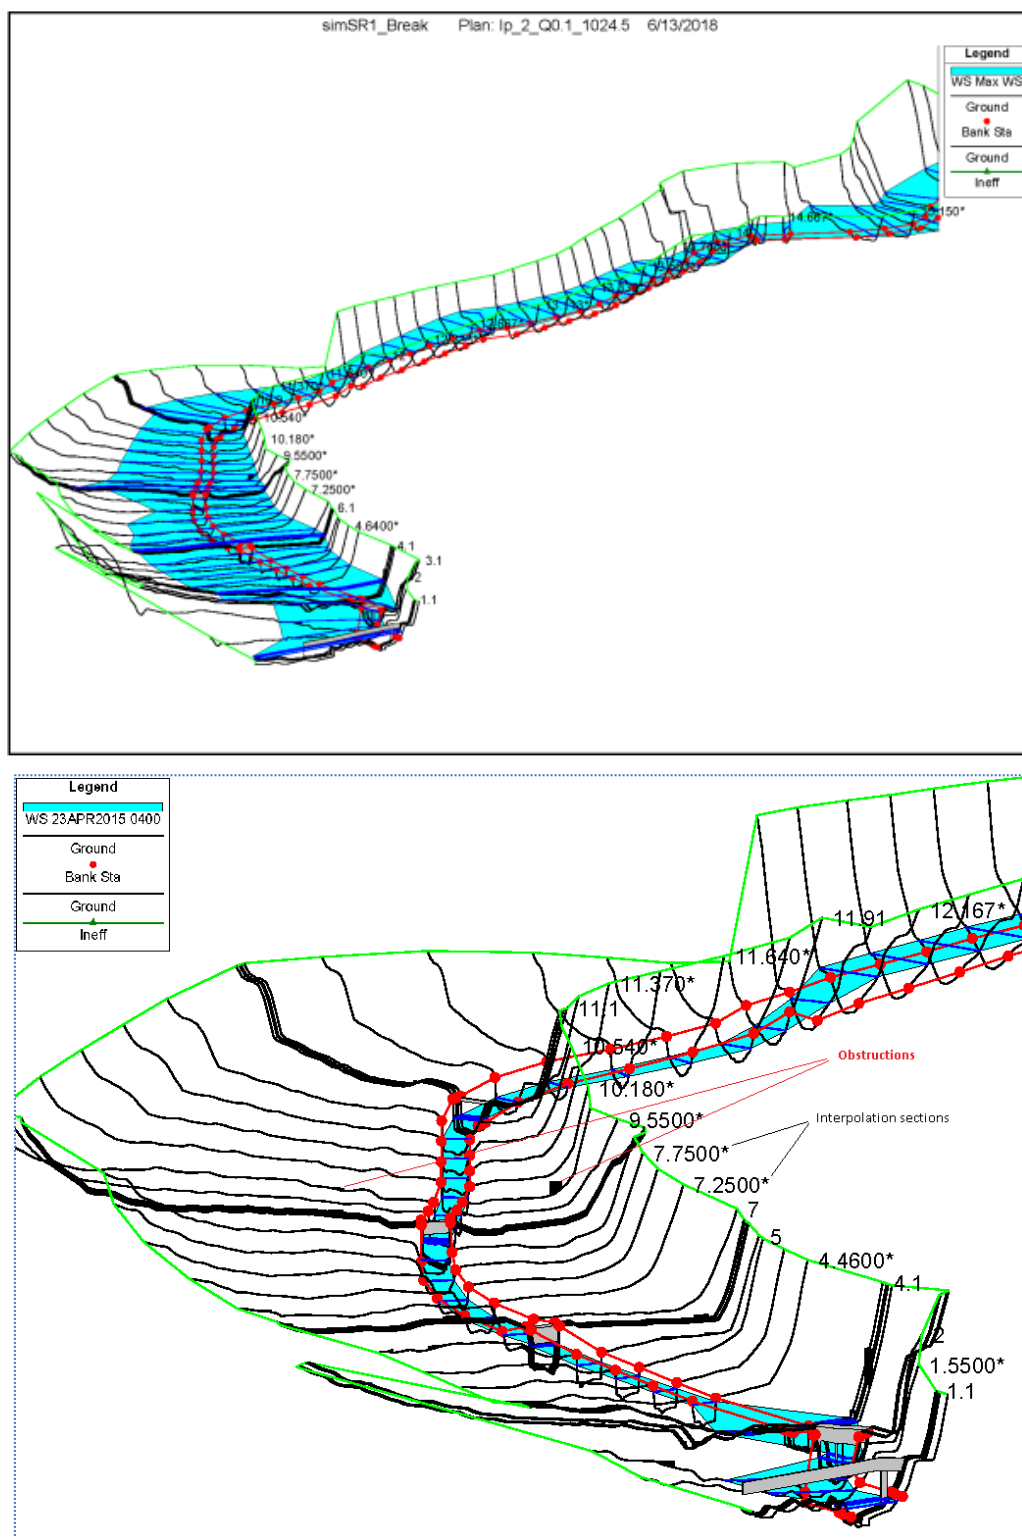 simSR1_Break Plan: Ip_2_Q0.1_1024.5 6/13/2018
Legend
WS Max WS
Ground
Bank Sta
Ground
Ineff
14.667*
10.540*
10.180*
9.5500*
7.7500*
7.2500*
6.1
4.6400*
4.1
3.1
2
1.1
Legend
WS 23APR2015 0400
Ground
Bank Sta
Ground
Ineff
11.91
12.167*
11.640*
11.370*
11.1
10.540*
Obstructions
10.180*
9.5500*
Interpolation sections
7.7500*
7.2500*
7
5
4.4600*
4.1
2
1.5500*
1.1